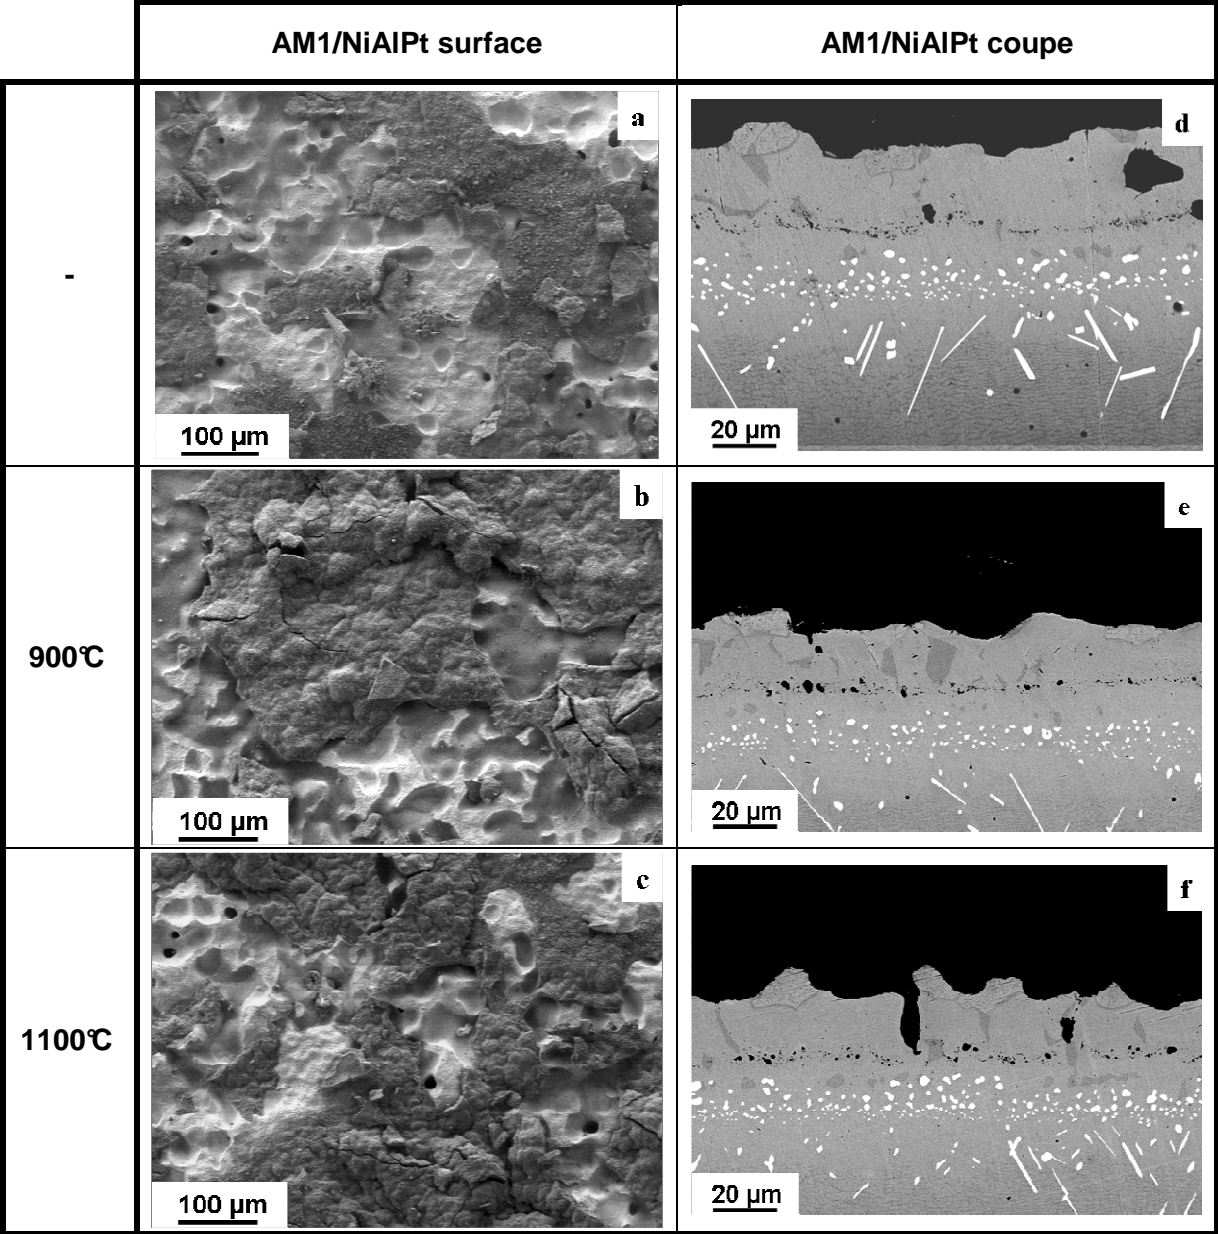 AM1/NiAlPt surface
AM1/NiAlPt coupe
-
a
100 µm
d
20 µm
900°C
b
100 µm
e
20 µm
1100°C
c
100 µm
f
20 µm